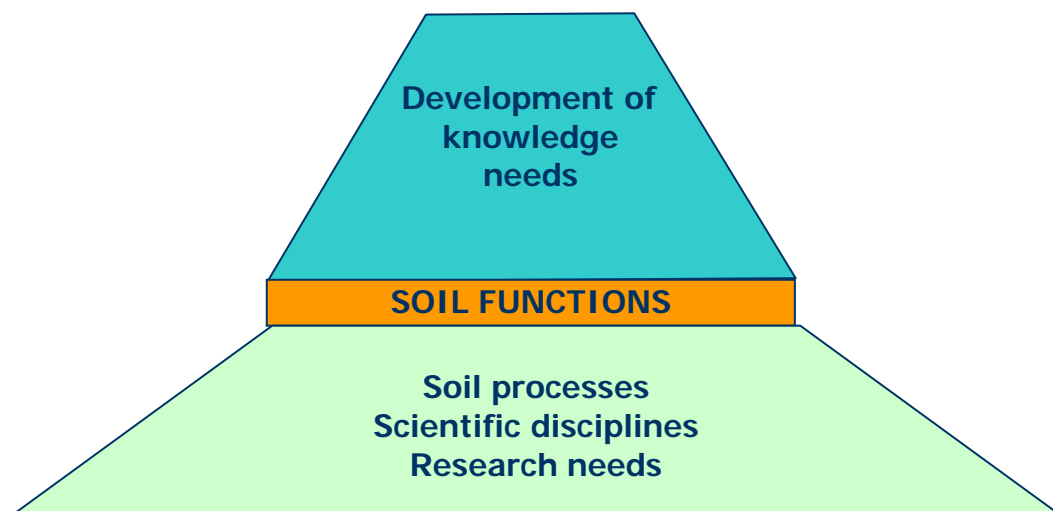 Development of
knowledge
needs
SOIL FUNCTIONS
Soil processes
Scientific disciplines
Research needs